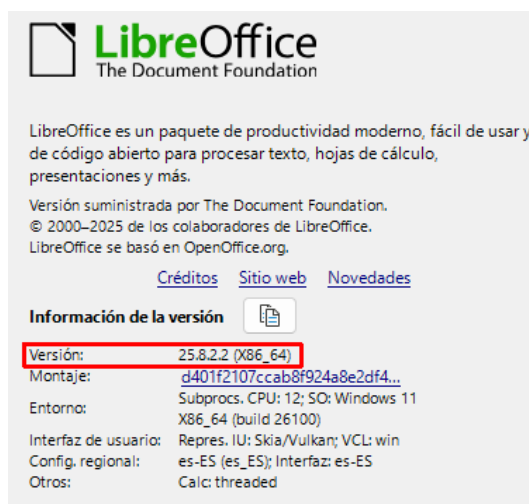 LibreOffice
The Document Foundation
LibreOffice es un paquete de productividad moderno, fácil de usar y
de código abierto para procesar texto, hojas de cálculo,
presentaciones y más.
Versión suministrada por The Document Foundation.
© 2000–2025 de los colaboradores de LibreOffice.
LibreOffice se basó en OpenOffice.org.
Créditos Sitio web Novedades
Información de la versión
Versión: 25.8.2.2 (X86_64)
Montaje: d401f2107ccab8f924a8e2df4...
Entorno: Subprocs. CPU: 12; SO: Windows 11
X86_64 (build 26100)
Interfaz de usuario: Repres. IU: Skia/Vulkan; VCL: win
Config. regional: es-ES (es_ES); Interfaz: es-ES
Otros: Calc: threaded